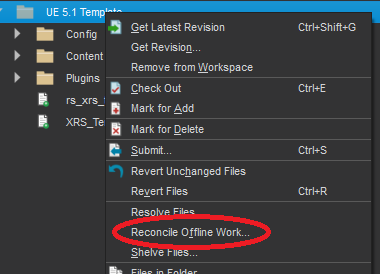 UE 5.1 Template
Config
Content
Plugins
rs_xrs_
XRS_Te
Get Latest Revision Ctrl+Shift+G
Get Revision...
Remove from Workspace
Check Out Ctrl+E
Mark for Add
Mark for Delete
Submit... Ctrl+S
Revert Unchanged Files
Revert Files Ctrl+R
Resolve Files...
Reconcile Offline Work...
Shelve Files...
Files in Folder